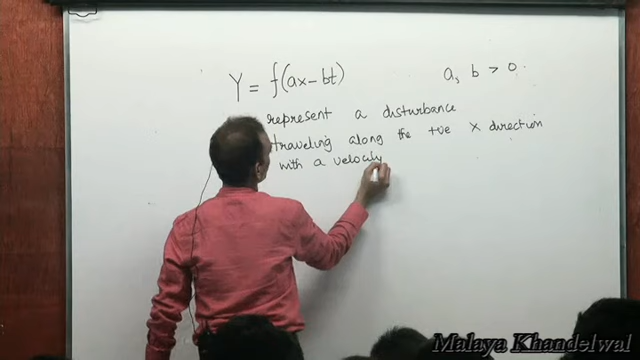 Y = f(ax - bt) a, b > 0.
represent a disturbance
traveling along the +ve X direction
with a velocity
Malaya Khandelwal